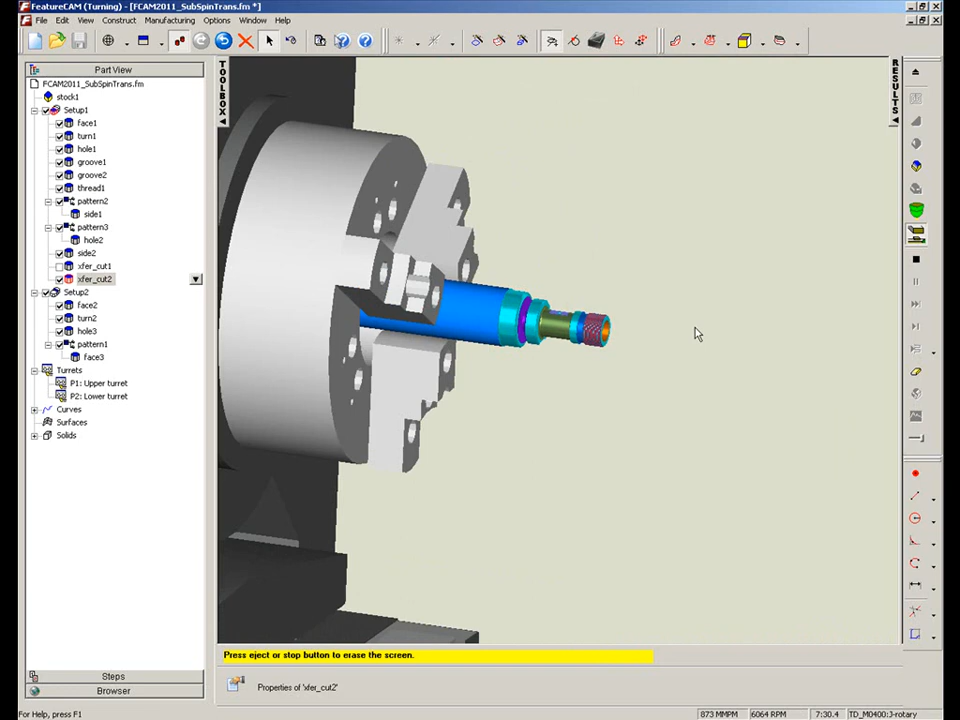 FeatureCAM (Turning) - [FCAM2011_SubSpinTrans.fm *]
File Edit View Construct Manufacturing Options Window Help
Part View
TOOLBOX
RESULTS
FCAM2011_SubSpinTrans.fm
stock1
Setup1
face1
turn1
hole1
groove1
groove2
thread1
pattern2
side1
pattern3
hole2
side2
xfer_cut1
xfer_cut2
Setup2
face2
turn2
hole3
pattern1
face3
Turrets
P1: Upper turret
P2: Lower turret
Curves
Surfaces
Solids
Press eject or stop button to erase the screen.
Steps
Properties of 'xfer_cut2'
Browser
For Help, press F1
873 MMPM 6064 RPM 7:30.4 TD_M0400:J-rotary